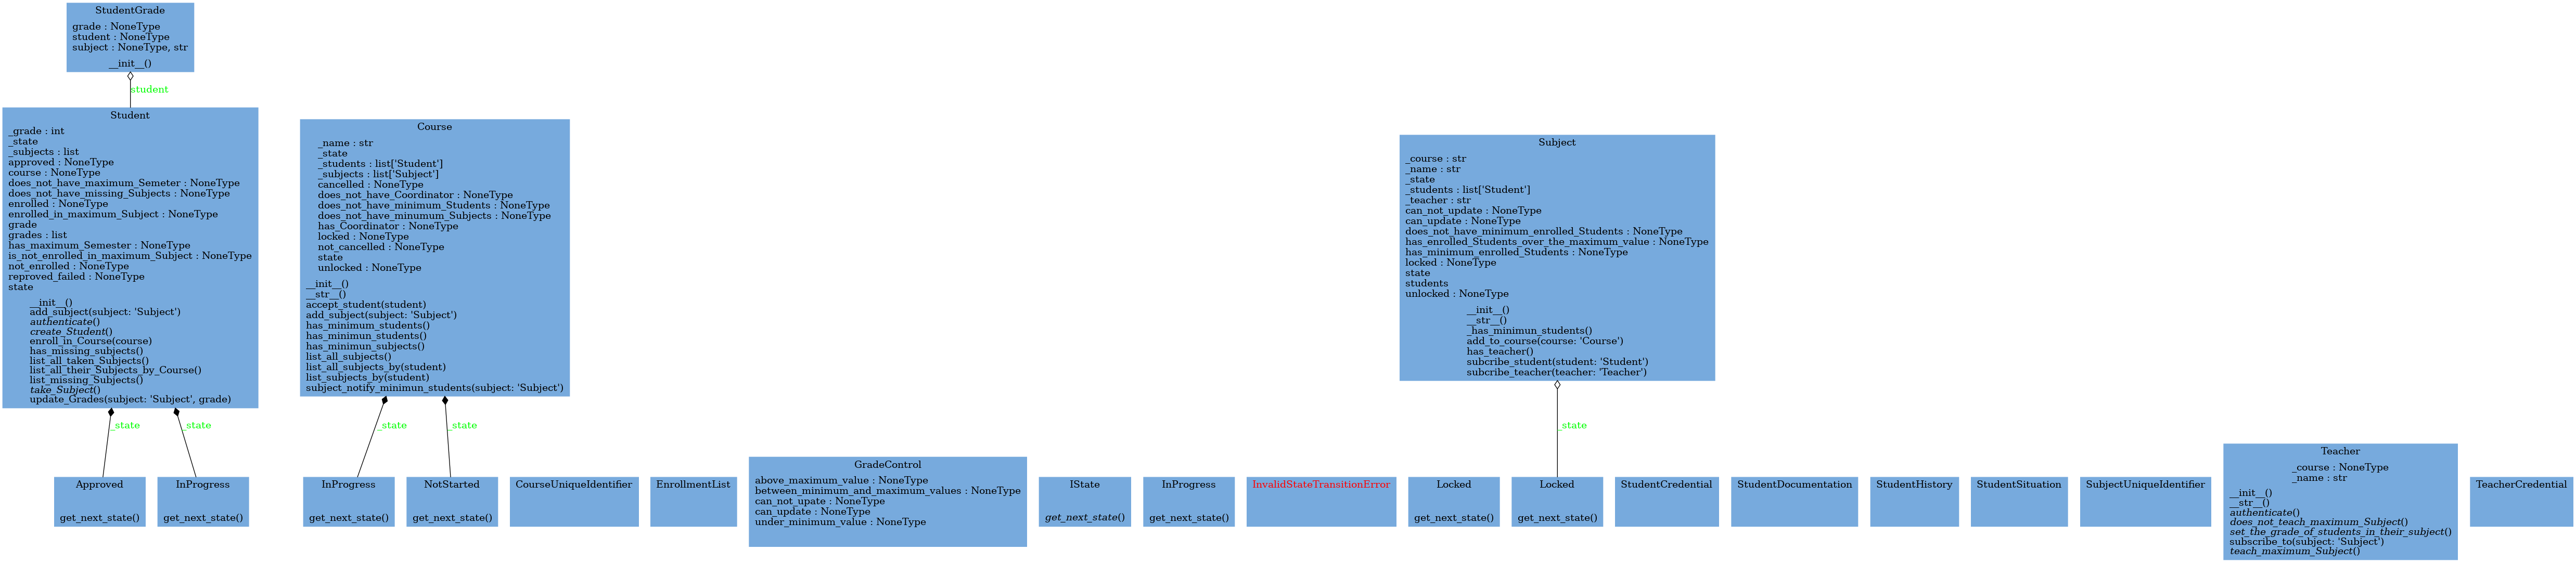 StudentGrade
grade : NoneType
student : NoneType
subject : NoneType, str
__init__()
student
Student
_grade : int
_state
_subjects : list
approved : NoneType
course : NoneType
does_not_have_maximum_Semeter : NoneType
does_not_have_missing_Subjects : NoneType
enrolled : NoneType
enrolled_in_maximum_Subject : NoneType
grade
grades : list
has_maximum_Semester : NoneType
is_not_enrolled_in_maximum_Subject : NoneType
not_enrolled : NoneType
reproved_failed : NoneType
state
__init__()
add_subject(subject: 'Subject')
authenticate()
create_Student()
enroll_in_Course(course)
has_missing_subjects()
list_all_taken_Subjects()
list_all_their_Subjects_by_Course()
list_missing_Subjects()
take_Subject()
update_Grades(subject: 'Subject', grade)
Course
_name : str
_state
_students : list['Student']
_subjects : list['Subject']
cancelled : NoneType
does_not_have_Coordinator : NoneType
does_not_have_minimum_Students : NoneType
does_not_have_minumum_Subjects : NoneType
has_Coordinator : NoneType
locked : NoneType
not_cancelled : NoneType
state
unlocked : NoneType
__init__()
__str__()
accept_student(student)
add_subject(subject: 'Subject')
has_minimum_students()
has_minimun_students()
has_minimun_subjects()
list_all_subjects()
list_all_subjects_by(student)
list_subjects_by(student)
subject_notify_minimun_students(subject: 'Subject')
Subject
_course : str
_name : str
_state
_students : list['Student']
_teacher : str
can_not_update : NoneType
can_update : NoneType
does_not_have_minimum_enrolled_Students : NoneType
has_enrolled_Students_over_the_maximum_value : NoneType
has_minimum_enrolled_Students : NoneType
locked : NoneType
state
students
unlocked : NoneType
__init__()
__str__()
_has_minimun_students()
add_to_course(course: 'Course')
has_teacher()
subcribe_student(student: 'Student')
subcribe_teacher(teacher: 'Teacher')
_state
_state
_state
_state
_state
Approved
get_next_state()
InProgress
get_next_state()
InProgress
get_next_state()
NotStarted
get_next_state()
CourseUniqueIdentifier
EnrollmentList
GradeControl
above_maximum_value : NoneType
between_minimum_and_maximum_values : NoneType
can_not_upate : NoneType
can_update : NoneType
under_minimum_value : NoneType
IState
get_next_state()
InProgress
get_next_state()
InvalidStateTransitionError
Locked
get_next_state()
Locked
get_next_state()
StudentCredential
StudentDocumentation
StudentHistory
StudentSituation
SubjectUniqueIdentifier
Teacher
_course : NoneType
_name : str
__init__()
__str__()
authenticate()
does_not_teach_maximum_Subject()
set_the_grade_of_students_in_their_subject()
subscribe_to(subject: 'Subject')
teach_maximum_Subject()
TeacherCredential